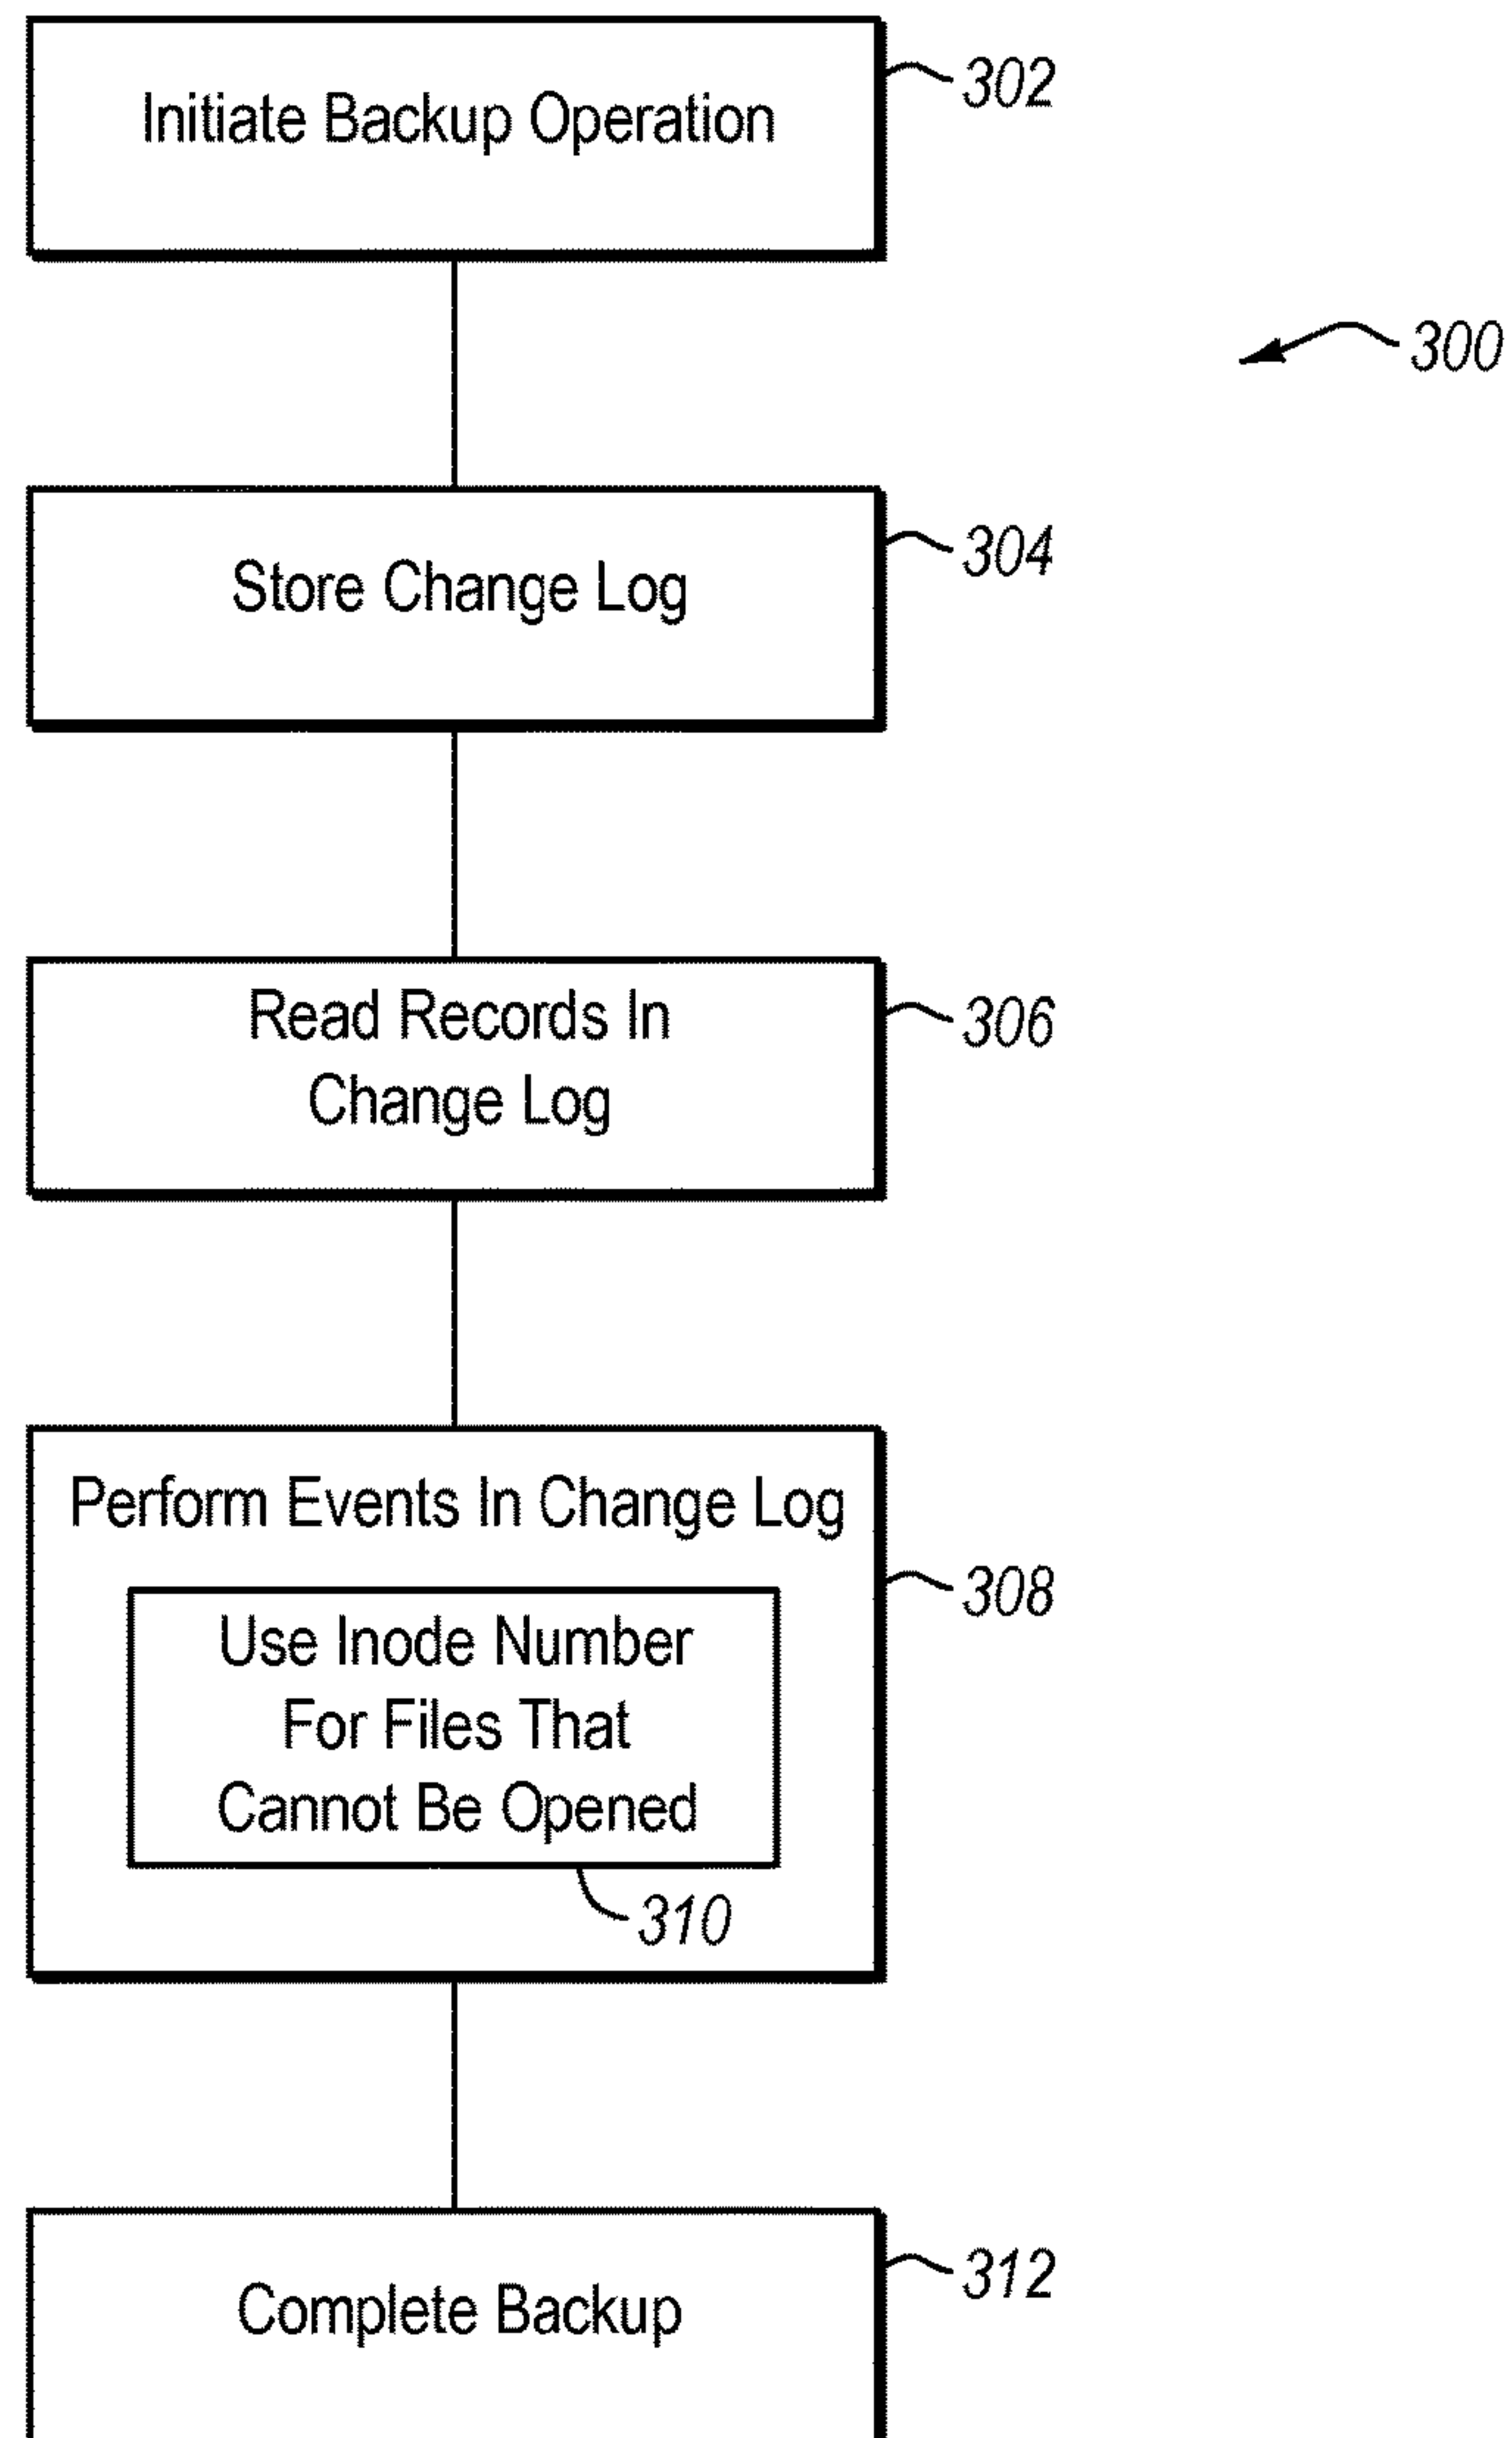 Initiate Backup Operation
302
300
Store Change Log
304
Read Records In
Change Log
306
Perform Events In Change Log
308
Use Inode Number
For Files That
Cannot Be Opened
310
Complete Backup
312